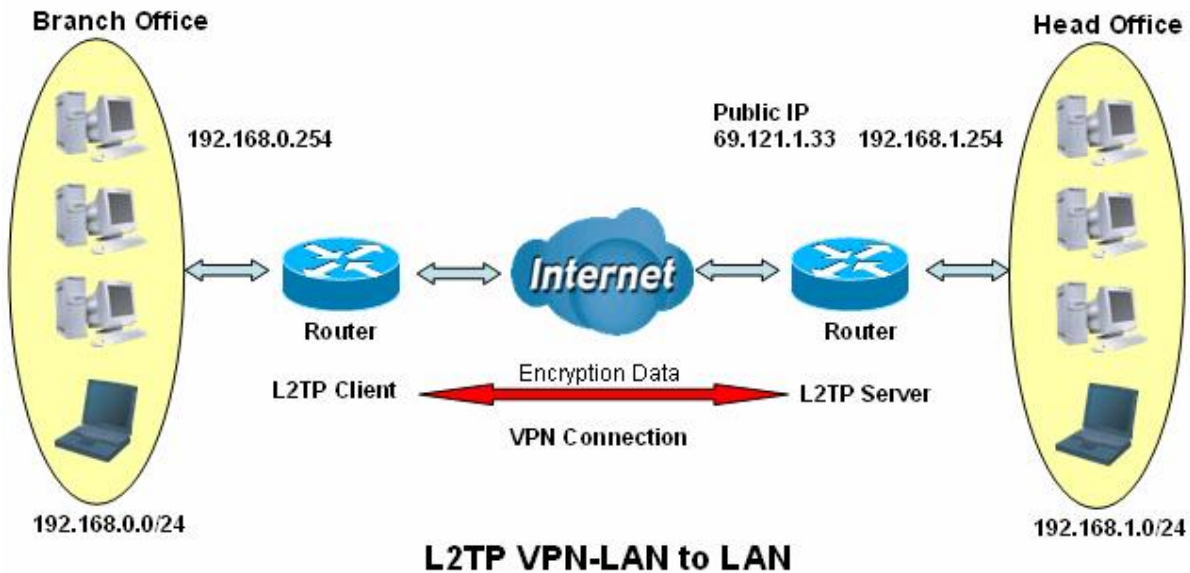 Branch Office
Head Office
Public IP
192.168.0.254
69.121.1.33 192.168.1.254
Internet
Router
Router
L2TP Client
Encryption Data
L2TP Server
VPN Connection
192.168.0.0/24
192.168.1.0/24
L2TP VPN-LAN to LAN